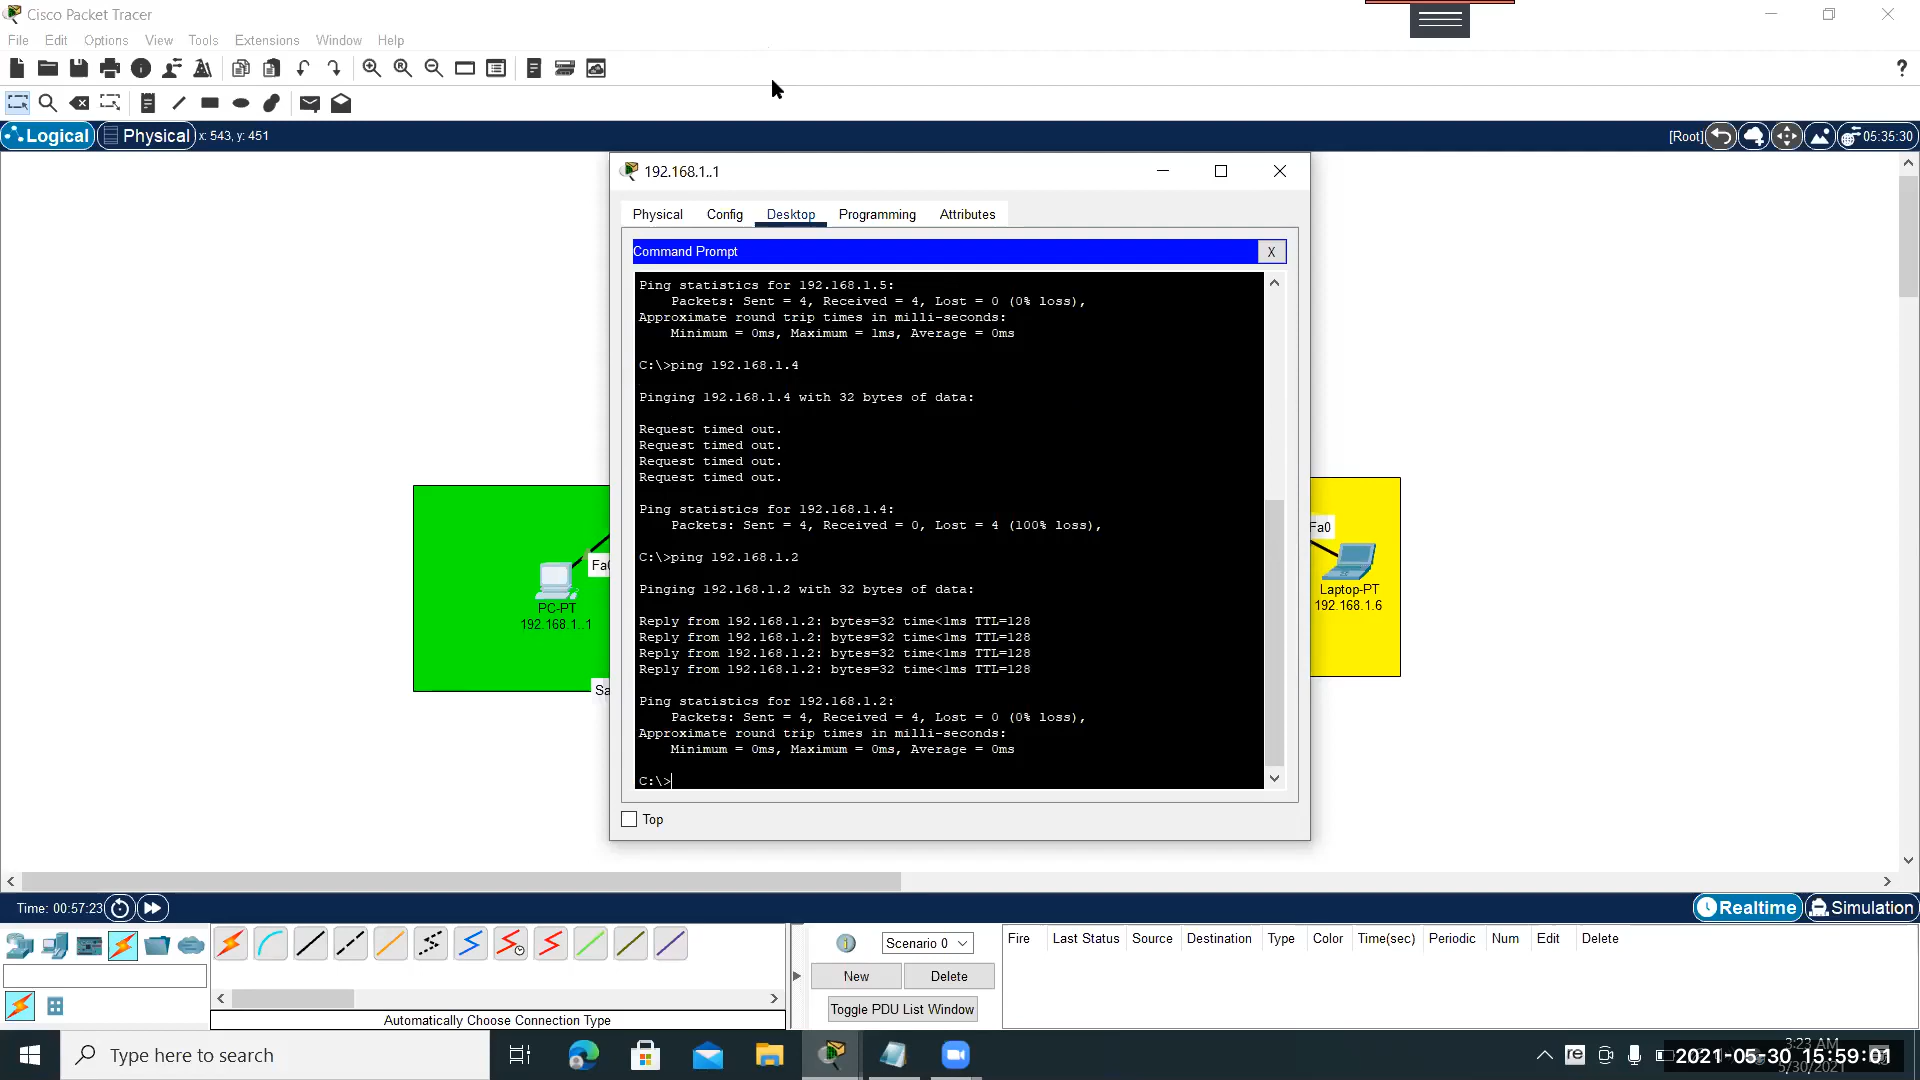 Cisco Packet Tracer
File Edit Options View Tools Extensions Window Help
?
Logical Physical x: 543, y: 451 [Root] 05:35:30
192.168.1..1
Physical Config Desktop Programming Attributes
Command Prompt X
Ping statistics for 192.168.1.5:
Packets: Sent = 4, Received = 4, Lost = 0 (0% loss),
Approximate round trip times in milli-seconds:
Minimum = 0ms, Maximum = 1ms, Average = 0ms
C:\>ping 192.168.1.4
Pinging 192.168.1.4 with 32 bytes of data:
Request timed out.
Request timed out.
Request timed out.
Request timed out.
Ping statistics for 192.168.1.4:
Packets: Sent = 4, Received = 0, Lost = 4 (100% loss),
C:\>ping 192.168.1.2
Pinging 192.168.1.2 with 32 bytes of data:
Reply from 192.168.1.2: bytes=32 time<1ms TTL=128
Reply from 192.168.1.2: bytes=32 time<1ms TTL=128
Reply from 192.168.1.2: bytes=32 time<1ms TTL=128
Reply from 192.168.1.2: bytes=32 time<1ms TTL=128
Ping statistics for 192.168.1.2:
Packets: Sent = 4, Received = 4, Lost = 0 (0% loss),
Approximate round trip times in milli-seconds:
Minimum = 0ms, Maximum = 0ms, Average = 0ms
C:\>
Top
Fa0
PC-PT
192.168.1..1
Sa
Fa0
Laptop-PT
192.168.1.6
Time: 00:57:23 Realtime Simulation
Scenario 0
New Delete
Toggle PDU List Window
Fire Last Status Source Destination Type Color Time(sec) Periodic Num Edit Delete
Automatically Choose Connection Type
Type here to search
re
3:23 AM
5/30/2021
2021-05-30 15:59:01